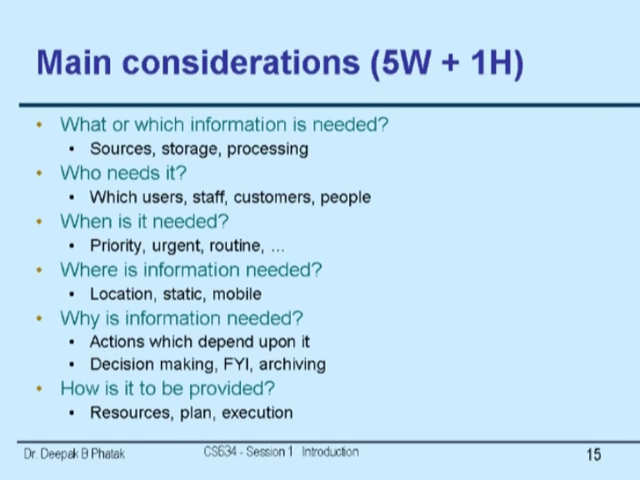 Main considerations (5W + 1H)
• What or which information is needed?
• Sources, storage, processing
• Who needs it?
• Which users, staff, customers, people
• When is it needed?
• Priority, urgent, routine, ...
• Where is information needed?
• Location, static, mobile
• Why is information needed?
• Actions which depend upon it
• Decision making, FYI, archiving
• How is it to be provided?
• Resources, plan, execution
Dr. Deepak B Phatak CS634 - Session 1 Introduction 15